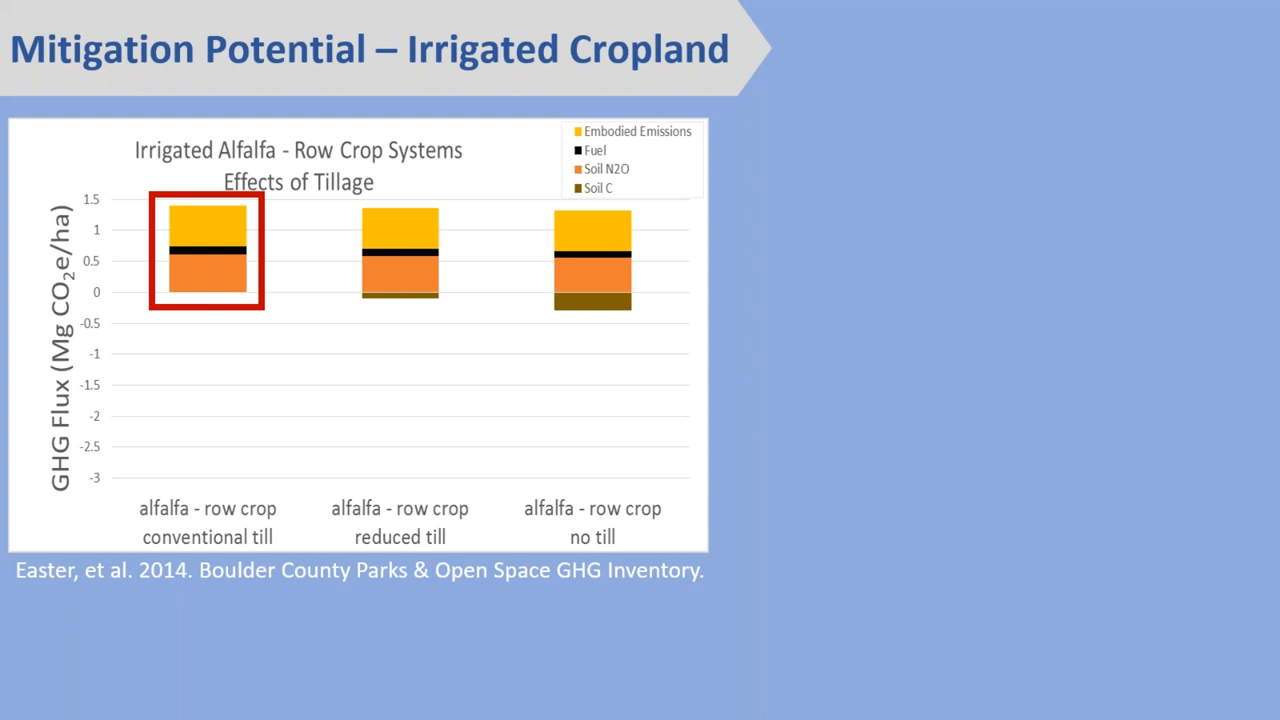 Mitigation Potential – Irrigated Cropland
Irrigated Alfalfa - Row Crop Systems
Effects of Tillage
Embodied Emissions
Fuel
Soil N2O
Soil C
GHG Flux (Mg CO₂e/ha)
1.5
1
0.5
0
-0.5
-1
-1.5
-2
-2.5
-3
alfalfa - row crop
conventional till
alfalfa - row crop
reduced till
alfalfa - row crop
no till
Easter, et al. 2014. Boulder County Parks & Open Space GHG Inventory.